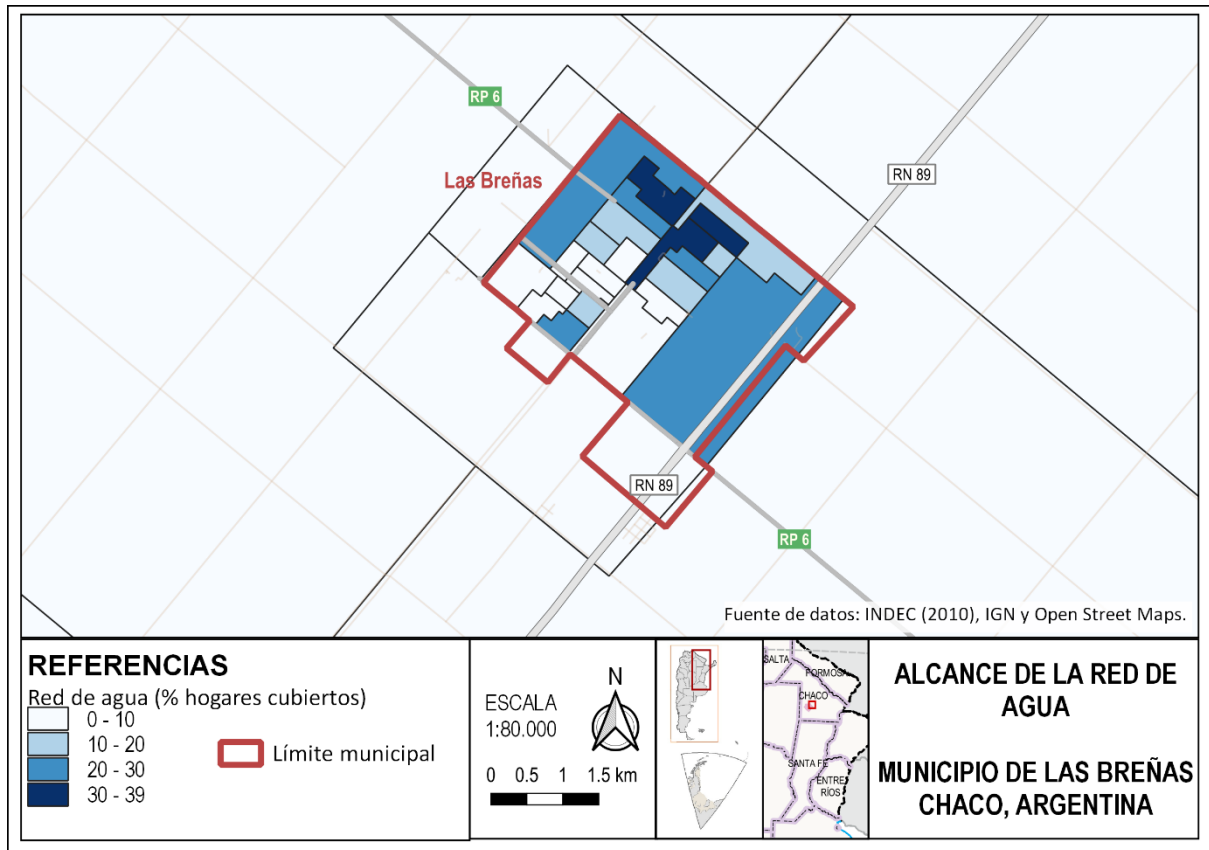 RP 6
Las Breñas
RN 89
RN 89
RP 6
Fuente de datos: INDEC (2010), IGN y Open Street Maps.
REFERENCIAS
Red de agua (% hogares cubiertos)
0 - 10
10 - 20
20 - 30
30 - 39
Límite municipal
ESCALA
1:80.000
N
0 0.5 1 1.5 km
SALTA
FORMOSA
CHACO
SANTA FE
ENTRE
RÍOS
ALCANCE DE LA RED DE
AGUA
MUNICIPIO DE LAS BREÑAS
CHACO, ARGENTINA